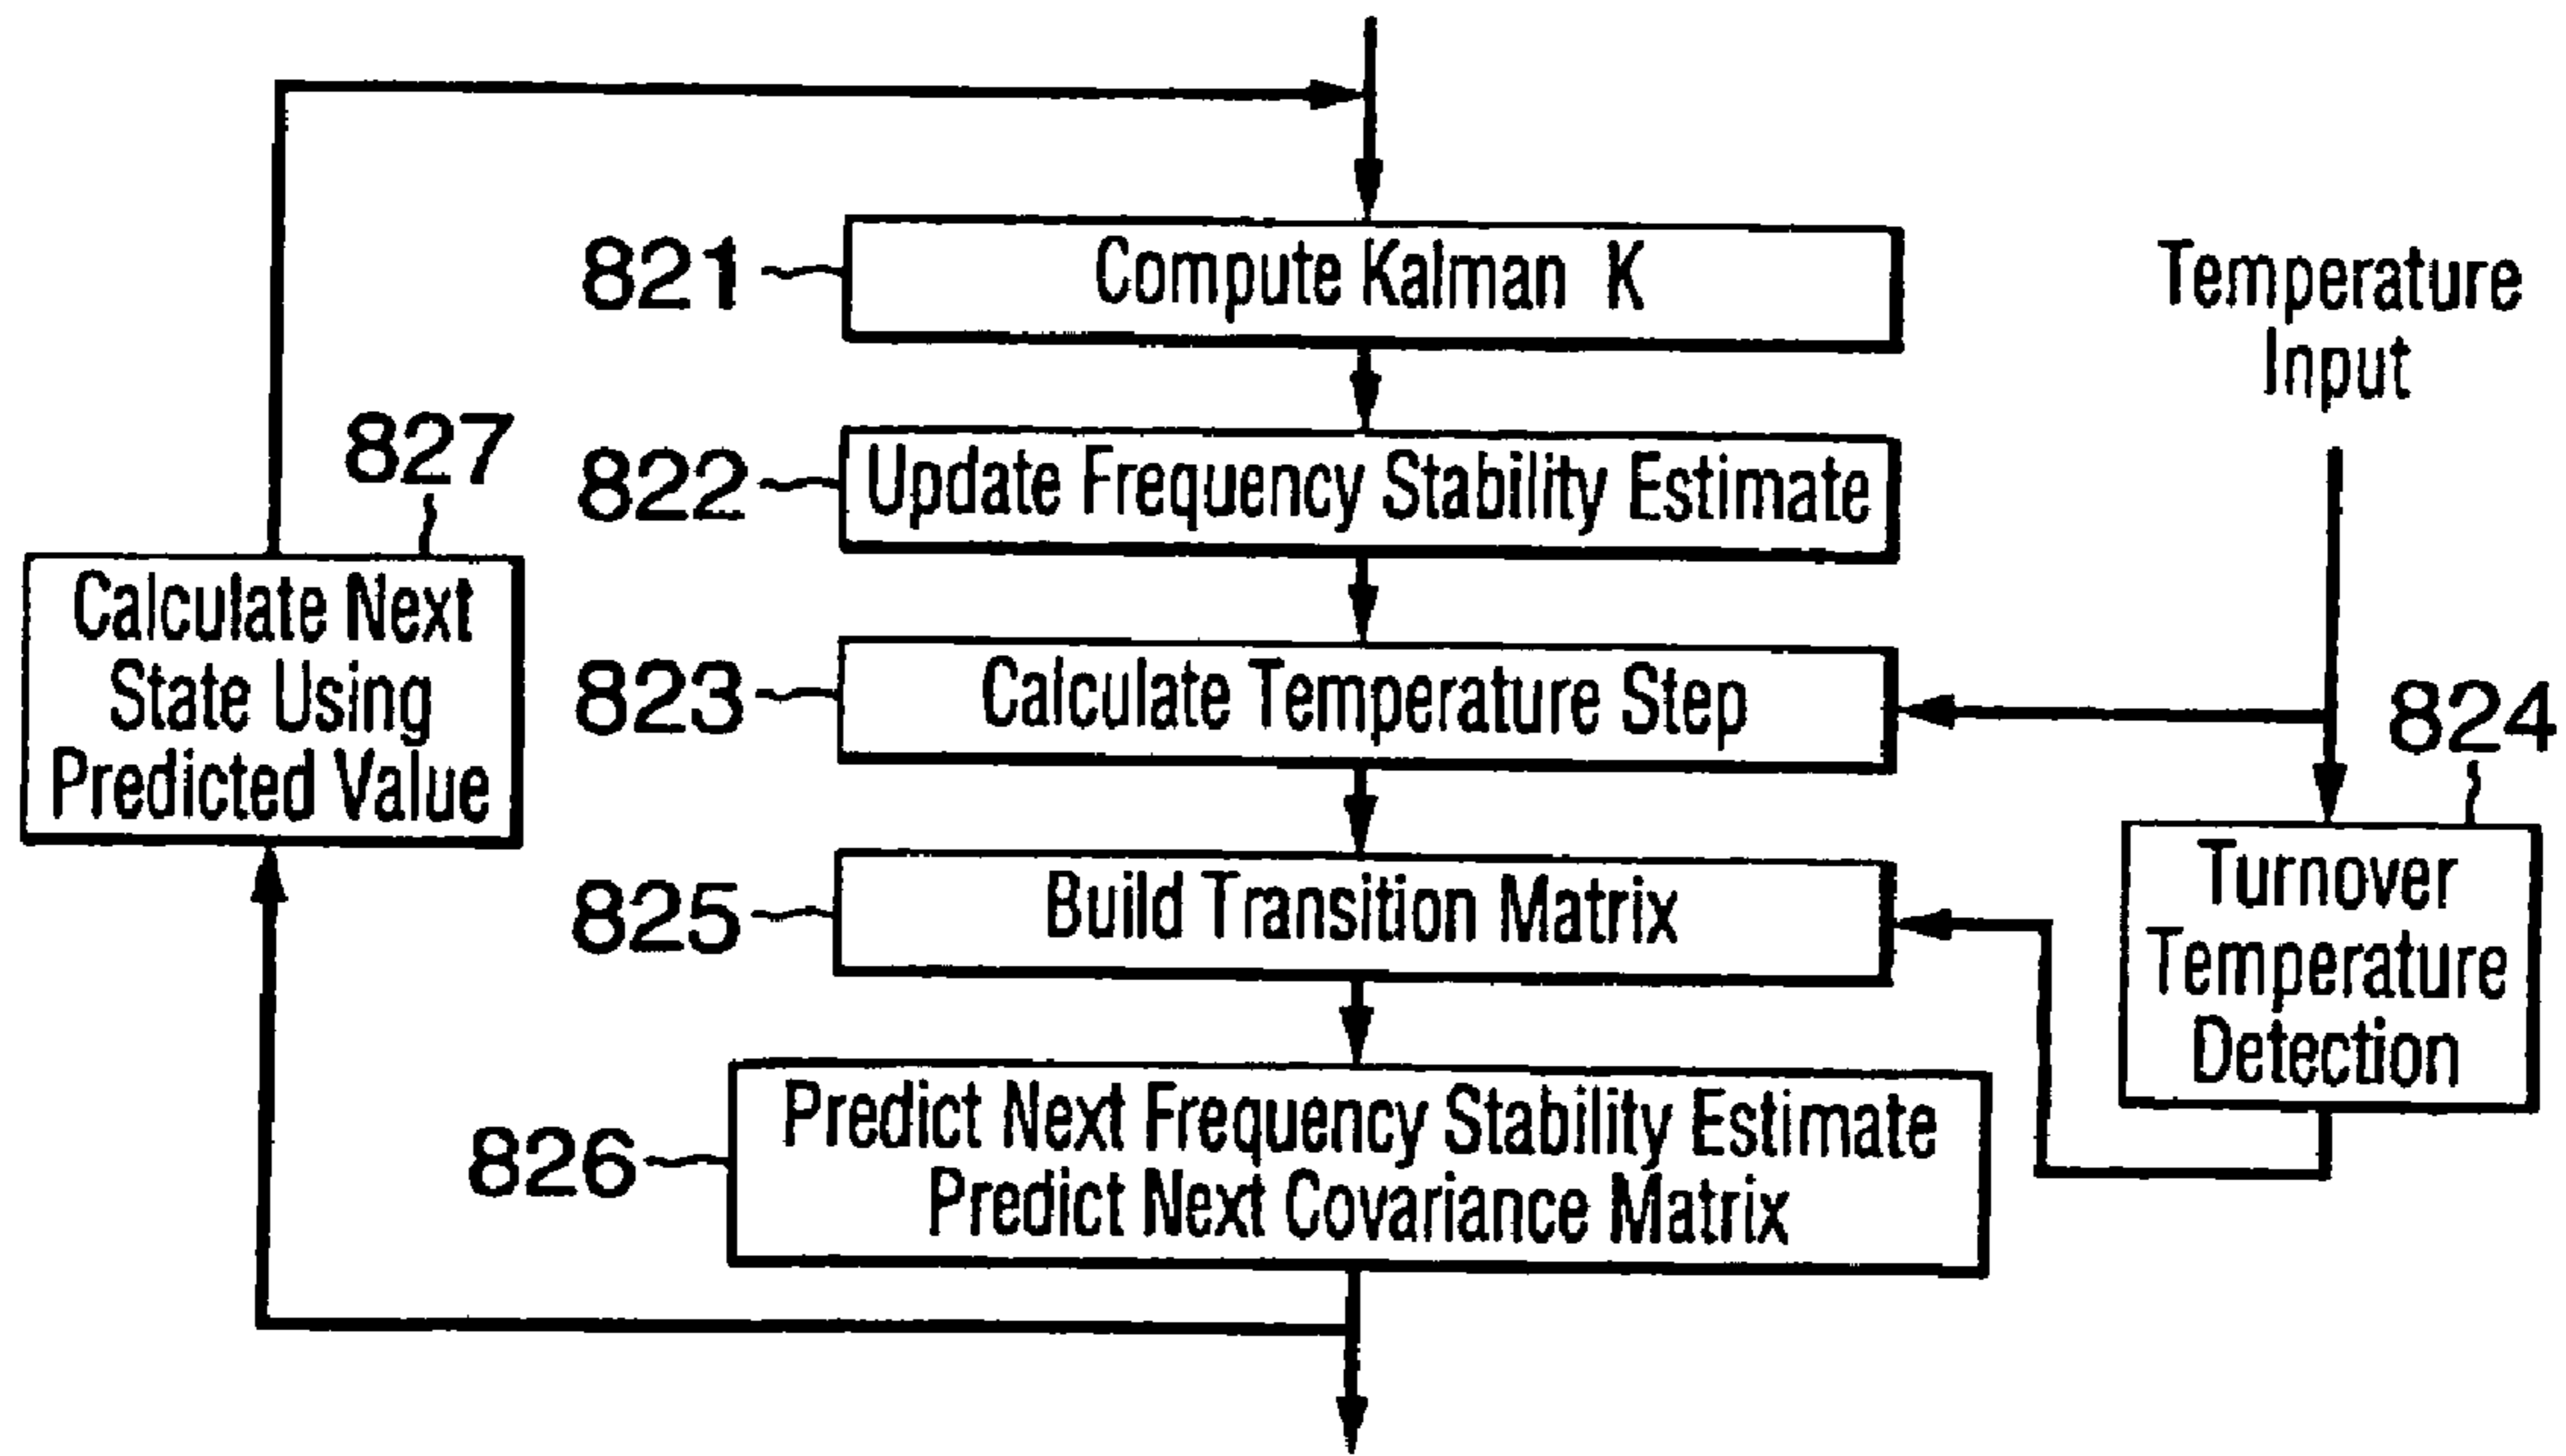 821
Compute Kalman K
Temperature
Input
827
822
Update Frequency Stability Estimate
Calculate Next
State Using
Predicted Value
823
Calculate Temperature Step
824
825
Build Transition Matrix
Turnover
Temperature
Detection
826
Predict Next Frequency Stability Estimate
Predict Next Covariance Matrix